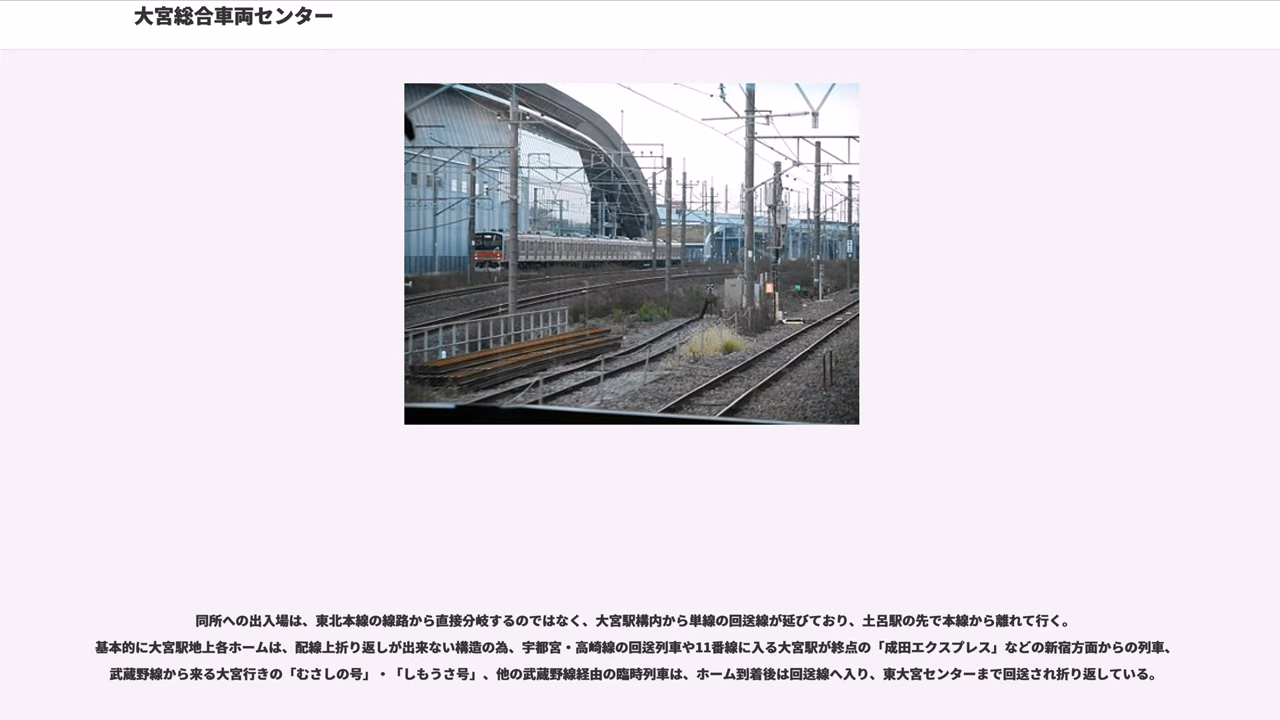 大宮総合車両センター
同所への出入場は、東北本線の線路から直接分岐するのではなく、大宮駅構内から単線の回送線が延びており、土呂駅の先で本線から離れて行く。
基本的に大宮駅地上各ホームは、配線上折り返しが出来ない構造の為、宇都宮・高崎線の回送列車や11番線に入る大宮駅が終点の「成田エクスプレス」などの新宿方面からの列車、
武蔵野線から来る大宮行きの「むさしの号」・「しもうさ号」、他の武蔵野線経由の臨時列車は、ホーム到着後は回送線へ入り、東大宮センターまで回送され折り返している。